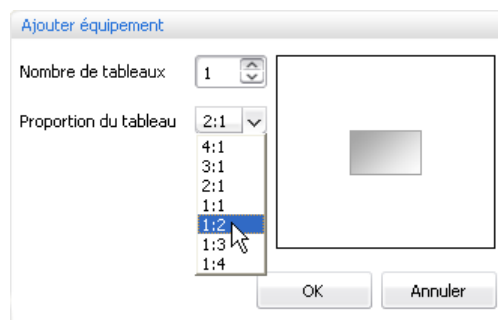 Ajouter équipement
Nombre de tableaux 1
Proportion du tableau 2:1
4:1
3:1
2:1
1:1
1:2
1:3
1:4
OK Annuler